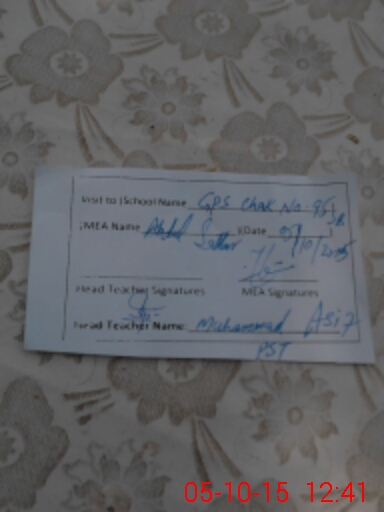 Visit to (School Name GPS Chak No. 95
(MEA Name Abdul Sattar (Date 05/10/2015
Head Teacher Signatures MEA Signatures
Head Teacher Name: Muhammad Asif
PST
05-10-15 12:41